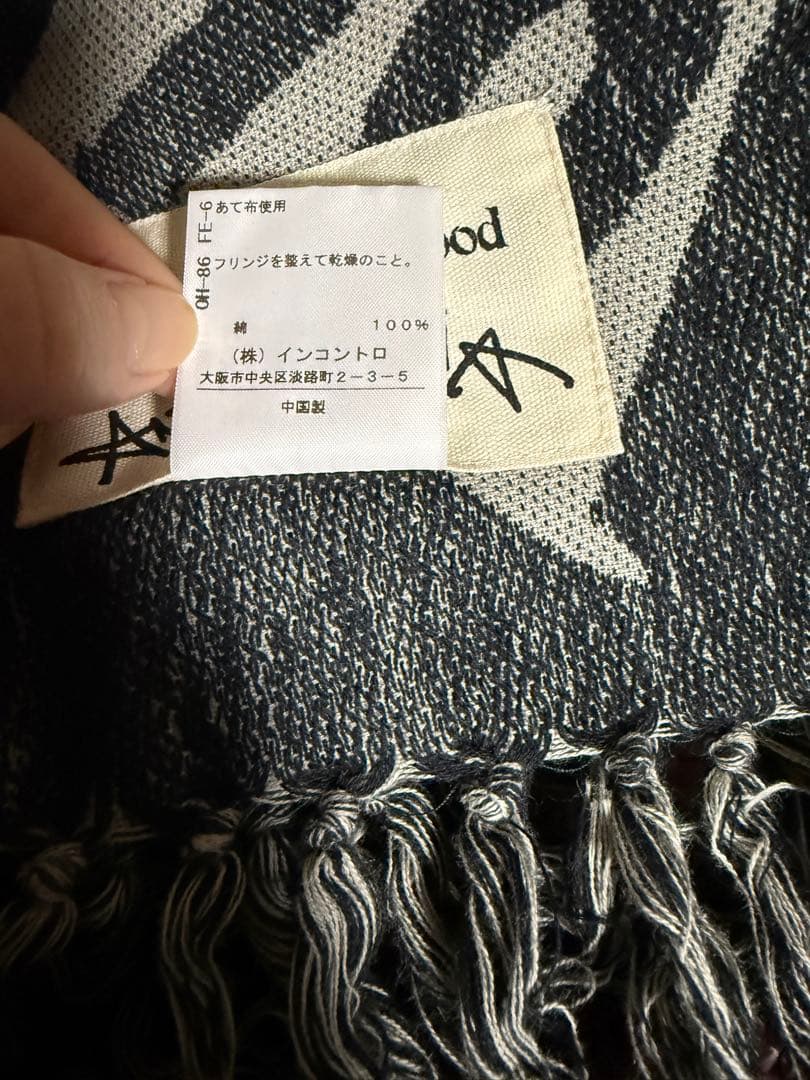 OH-86 FE-6
あて布使用
フリンジを整えて乾燥のこと。
綿 100%
(株)インコントロ
大阪市中央区淡路町2-3-5
中国製
ood